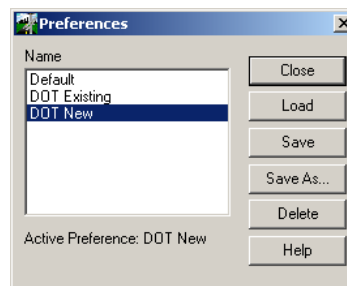 Preferences
Name
Default
DOT Existing
DOT New
Active Preference: DOT New
Close
Load
Save
Save As...
Delete
Help